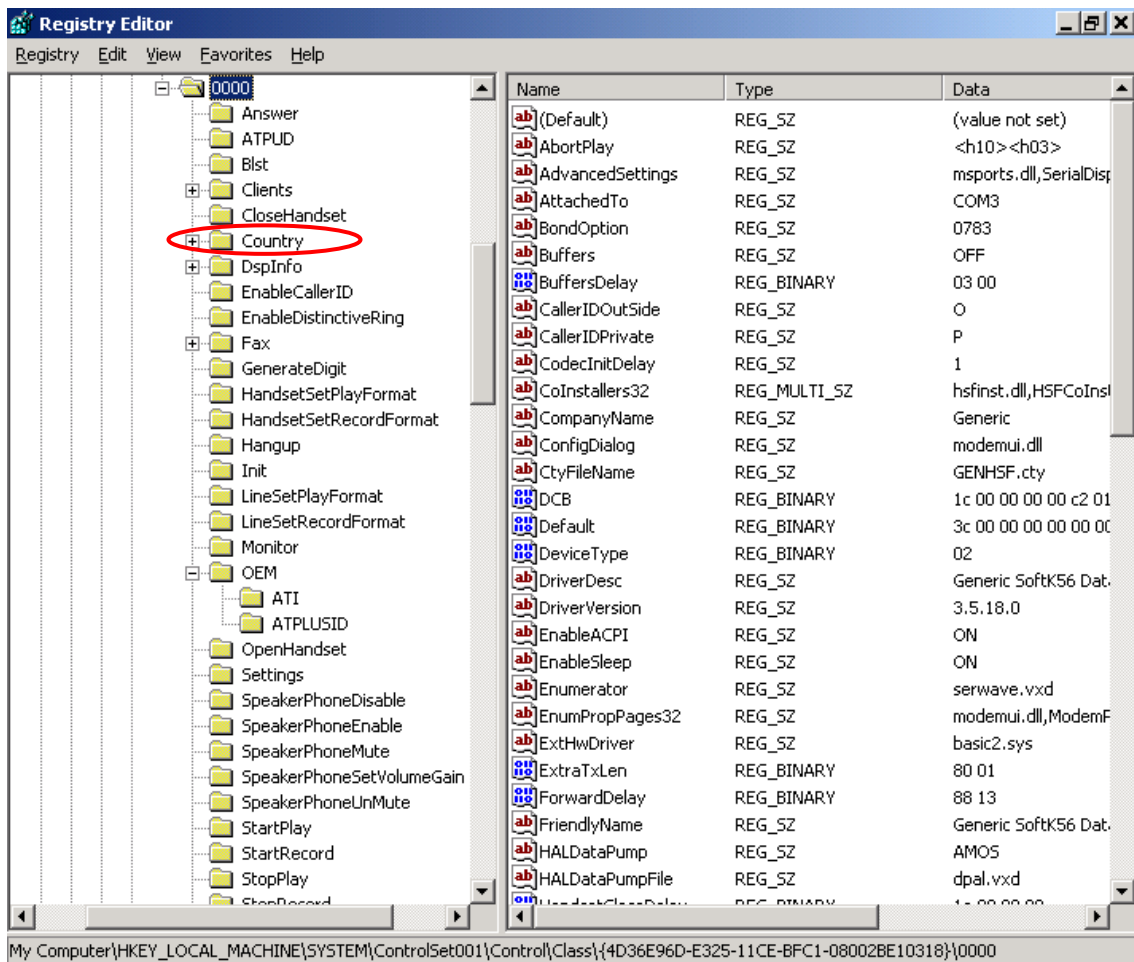 Registry Editor
Registry Edit View Favorites Help
0000
Answer
ATPUD
Blst
Clients
CloseHandset
Country
DspInfo
EnableCallerID
EnableDistinctiveRing
Fax
GenerateDigit
HandsetSetPlayFormat
HandsetSetRecordFormat
Hangup
Init
LineSetPlayFormat
LineSetRecordFormat
Monitor
OEM
ATI
ATPLUSID
OpenHandset
Settings
SpeakerPhoneDisable
SpeakerPhoneEnable
SpeakerPhoneMute
SpeakerPhoneSetVolumeGain
SpeakerPhoneUnMute
StartPlay
StartRecord
StopPlay
StopRecord
Name Type Data
(Default) REG_SZ (value not set)
AbortPlay REG_SZ <h10><h03>
AdvancedSettings REG_SZ msports.dll,SerialDisp
AttachedTo REG_SZ COM3
BondOption REG_SZ 0783
Buffers REG_SZ OFF
BuffersDelay REG_BINARY 03 00
CallerIDOutSide REG_SZ O
CallerIDPrivate REG_SZ P
CodecInitDelay REG_SZ 1
CoInstallers32 REG_MULTI_SZ hsfinst.dll,HSFCoInst
CompanyName REG_SZ Generic
ConfigDialog REG_SZ modemui.dll
CtyFileName REG_SZ GENHSF.cty
DCB REG_BINARY 1c 00 00 00 00 c2 01
Default REG_BINARY 3c 00 00 00 00 00 00
DeviceType REG_BINARY 02
DriverDesc REG_SZ Generic SoftK56 Dat
DriverVersion REG_SZ 3.5.18.0
EnableACPI REG_SZ ON
EnableSleep REG_SZ ON
Enumerator REG_SZ serwave.vxd
EnumPropPages32 REG_SZ modemui.dll,ModemP
ExtHwDriver REG_SZ basic2.sys
ExtraTxLen REG_BINARY 80 01
ForwardDelay REG_BINARY 88 13
FriendlyName REG_SZ Generic SoftK56 Dat
HALDataPump REG_SZ AMOS
HALDataPumpFile REG_SZ dpal.vxd
REG_BINARY
My Computer\HKEY_LOCAL_MACHINE\SYSTEM\ControlSet001\Control\Class\{4D36E96D-E325-11CE-BFC1-08002BE10318}\0000